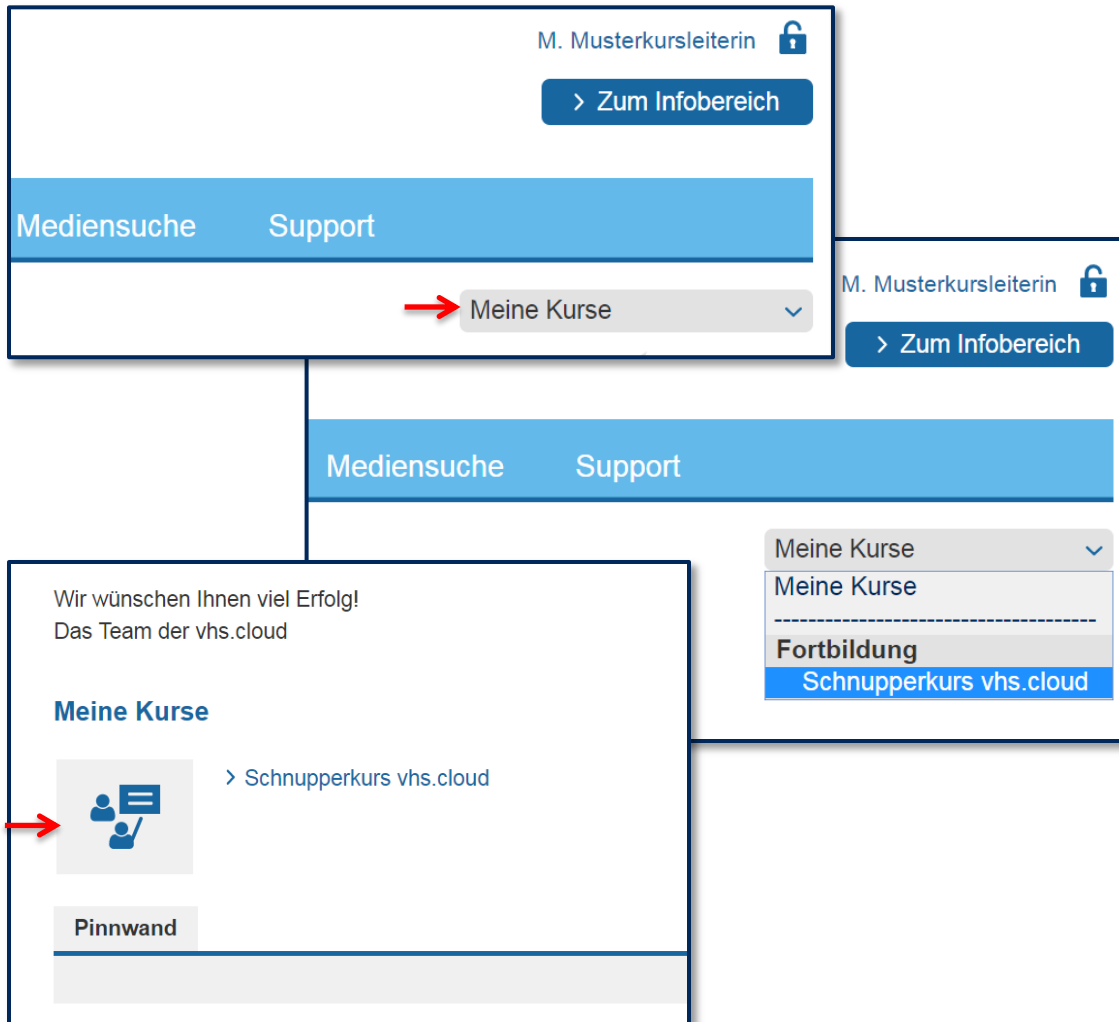 M. Musterkursleiterin
> Zum Infobereich
Mediensuche Support
Meine Kurse
M. Musterkursleiterin
> Zum Infobereich
Mediensuche Support
Meine Kurse
Meine Kurse
--------------------------------------
Fortbildung
Schnupperkurs vhs.cloud
Wir wünschen Ihnen viel Erfolg!
Das Team der vhs.cloud
Meine Kurse
> Schnupperkurs vhs.cloud
Pinnwand